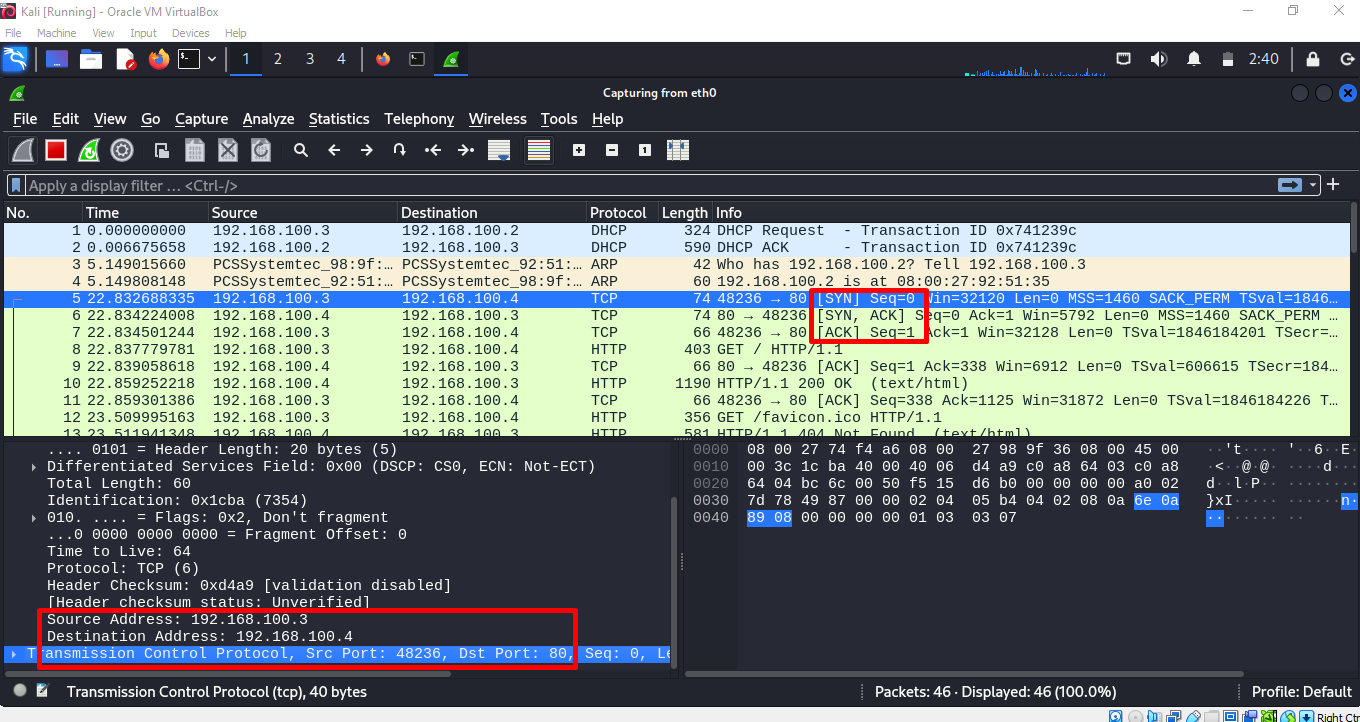 Kali [Running] - Oracle VM VirtualBox
File Machine View Input Devices Help
1 2 3 4 2:40
Capturing from eth0
File Edit View Go Capture Analyze Statistics Telephony Wireless Tools Help
Apply a display filter … <Ctrl-/>
No. Time Source Destination Protocol Length Info
1 0.000000000 192.168.100.3 192.168.100.2 DHCP 324 DHCP Request - Transaction ID 0x741239c
2 0.006675658 192.168.100.2 192.168.100.3 DHCP 590 DHCP ACK - Transaction ID 0x741239c
3 5.149015660 PCSSystemtec_98:9f:… PCSSystemtec_92:51:… ARP 42 Who has 192.168.100.2? Tell 192.168.100.3
4 5.149808148 PCSSystemtec_92:51:… PCSSystemtec_98:9f:… ARP 60 192.168.100.2 is at 08:00:27:92:51:35
5 22.832688335 192.168.100.3 192.168.100.4 TCP 74 48236 → 80 [SYN] Seq=0 Win=32120 Len=0 MSS=1460 SACK_PERM TSval=1846…
6 22.834224008 192.168.100.4 192.168.100.3 TCP 74 80 → 48236 [SYN, ACK] Seq=0 Ack=1 Win=5792 Len=0 MSS=1460 SACK_PERM …
7 22.834501244 192.168.100.3 192.168.100.4 TCP 66 48236 → 80 [ACK] Seq=1 Ack=1 Win=32128 Len=0 TSval=1846184201 TSecr=…
8 22.837779781 192.168.100.3 192.168.100.4 HTTP 403 GET / HTTP/1.1
9 22.839058618 192.168.100.4 192.168.100.3 TCP 66 80 → 48236 [ACK] Seq=1 Ack=338 Win=6912 Len=0 TSval=606615 TSecr=184…
10 22.859252218 192.168.100.4 192.168.100.3 HTTP 1190 HTTP/1.1 200 OK (text/html)
11 22.859301386 192.168.100.3 192.168.100.4 TCP 66 48236 → 80 [ACK] Seq=338 Ack=1125 Win=31872 Len=0 TSval=1846184226 T…
12 23.509995163 192.168.100.3 192.168.100.4 HTTP 356 GET /favicon.ico HTTP/1.1
13 23.511941348 192.168.100.4 192.168.100.3 HTTP 581 HTTP/1.1 404 Not Found (text/html)
.... 0101 = Header Length: 20 bytes (5)
Differentiated Services Field: 0x00 (DSCP: CS0, ECN: Not-ECT)
Total Length: 60
Identification: 0x1cba (7354)
010. .... = Flags: 0x2, Don't fragment
...0 0000 0000 0000 = Fragment Offset: 0
Time to Live: 64
Protocol: TCP (6)
Header Checksum: 0xd4a9 [validation disabled]
[Header checksum status: Unverified]
Source Address: 192.168.100.3
Destination Address: 192.168.100.4
Transmission Control Protocol, Src Port: 48236, Dst Port: 80, Seq: 0, Le
0000 08 00 27 74 f4 a6 08 00 27 98 9f 36 08 00 45 00 ··'t···· '··6··E·
0010 00 3c 1c ba 40 00 40 06 d4 a9 c0 a8 64 03 c0 a8 ·<··@·@· ····d···
0020 64 04 bc 6c 00 50 f5 15 d6 b0 00 00 00 00 a0 02 d··l·P·· ········
0030 7d 78 49 87 00 00 02 04 05 b4 04 02 08 0a 6e 0a }xI····· ······n·
0040 89 08 00 00 00 00 01 03 03 07 ········ ··
Transmission Control Protocol (tcp), 40 bytes
Packets: 46 · Displayed: 46 (100.0%)
Profile: Default
Right Ctr